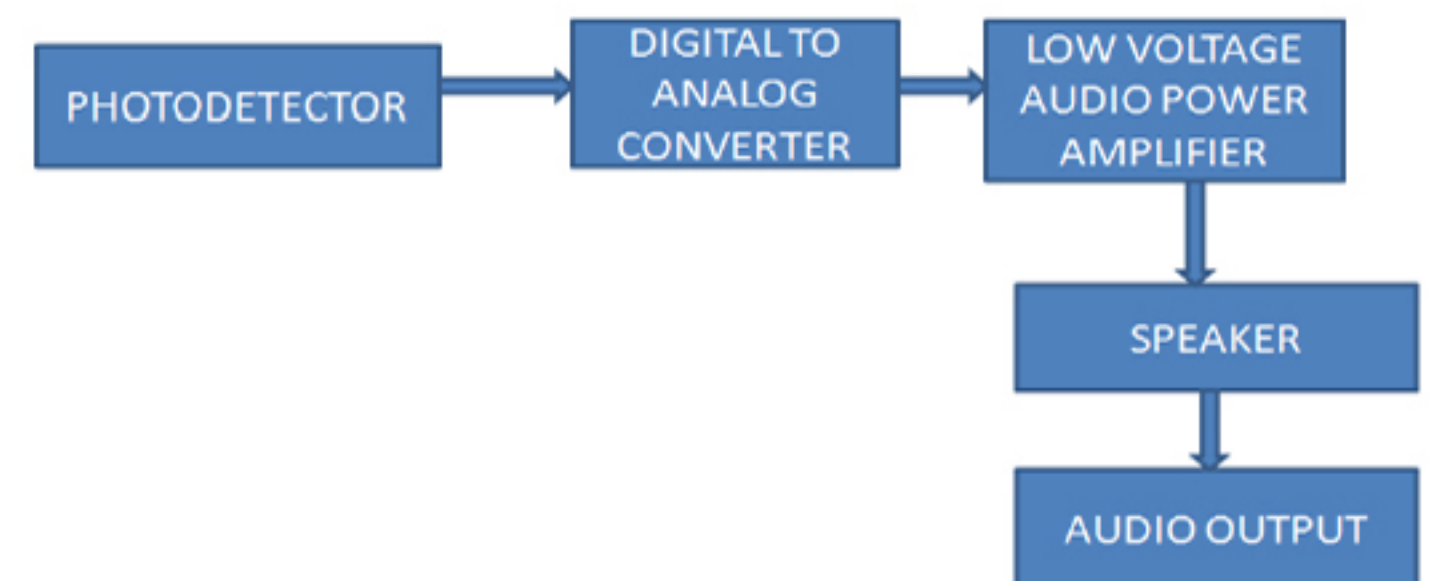 PHOTODETECTOR
DIGITAL TO
ANALOG
CONVERTER
LOW VOLTAGE
AUDIO POWER
AMPLIFIER
SPEAKER
AUDIO OUTPUT